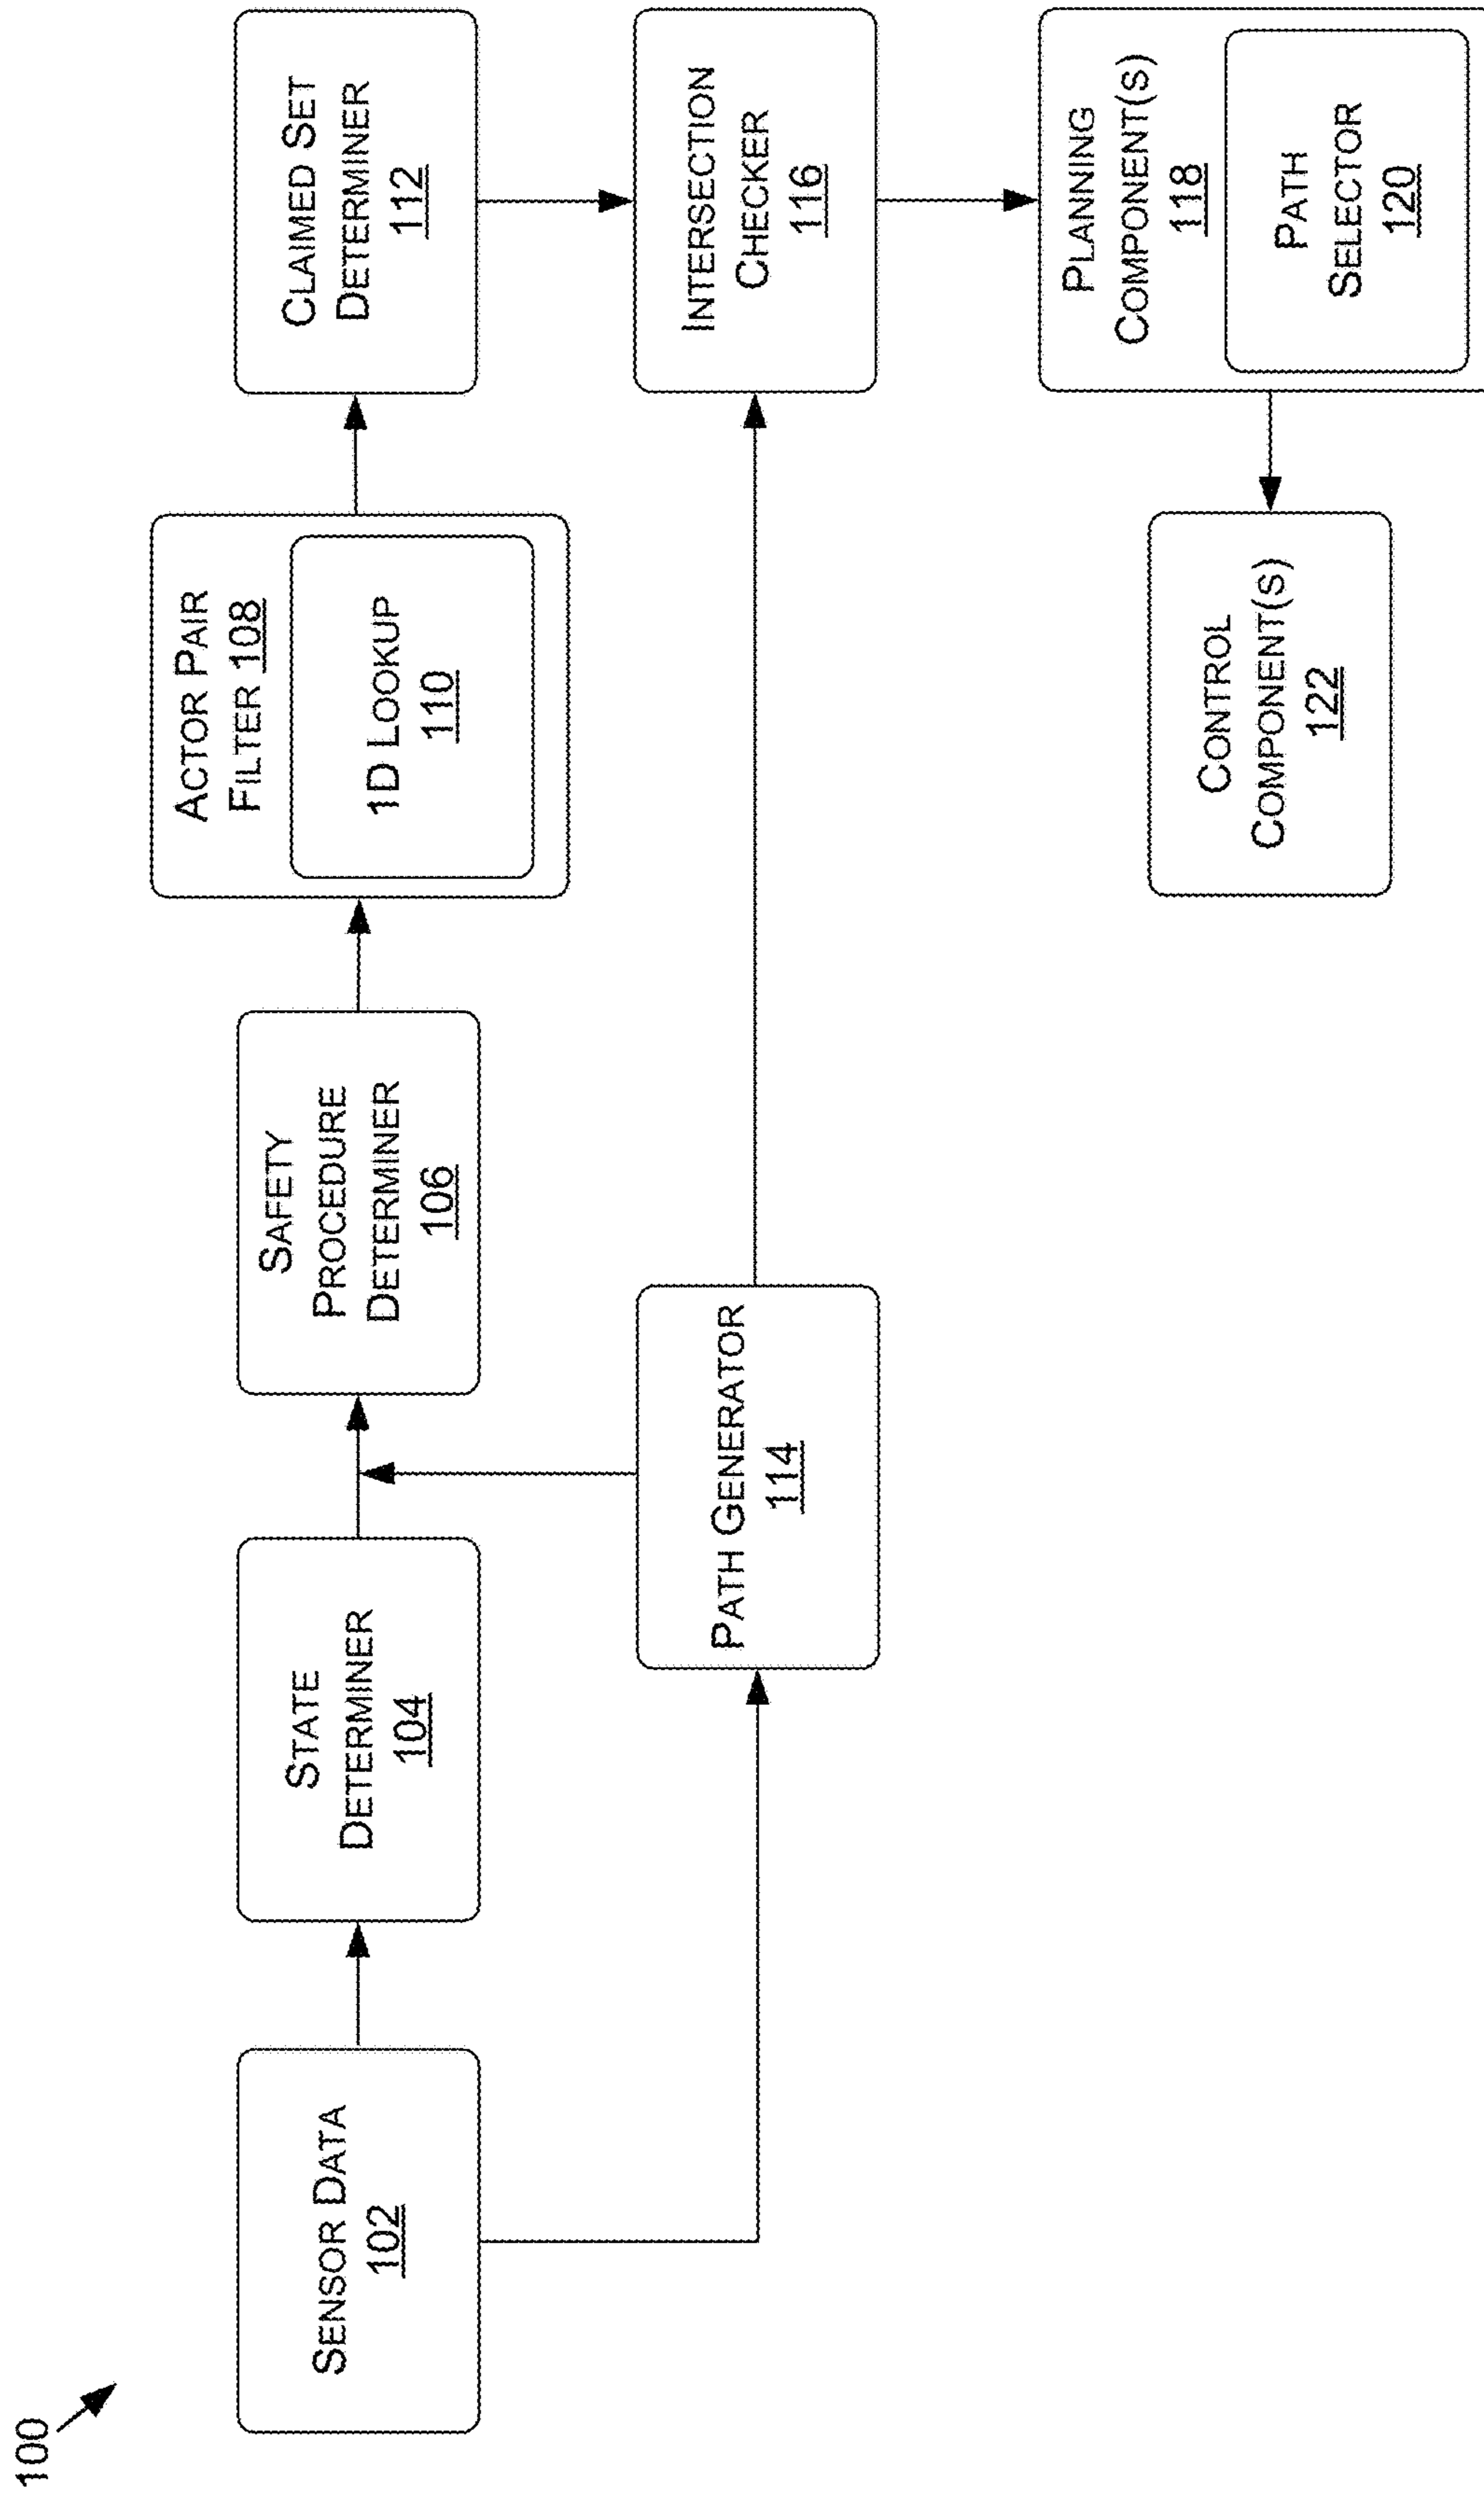 100
SENSOR DATA
102
STATE
DETERMINER
104
SAFETY
PROCEDURE
DETERMINER
106
ACTOR PAIR
FILTER 108
1D LOOKUP
110
CLAIMED SET
DETERMINER
112
PATH GENERATOR
114
INTERSECTION
CHECKER
116
PLANNING
COMPONENT(S)
118
PATH
SELECTOR
120
CONTROL
COMPONENT(S)
122